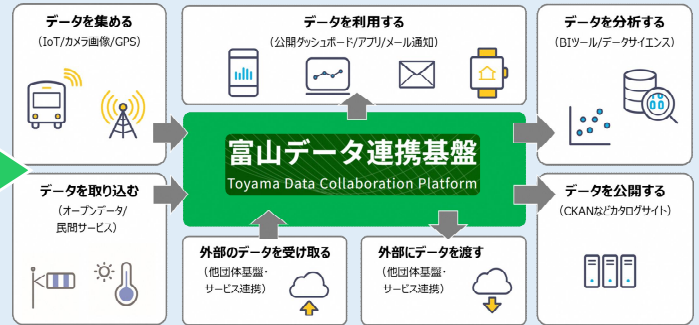 データを集める
（IoT/カメラ画像/GPS）
データを利用する
（公開ダッシュボード/アプリ/メール通知）
データを分析する
（BIツール/データサイエンス）
富山データ連携基盤
Toyama Data Collaboration Platform
データを取り込む
（オープンデータ/
民間サービス）
外部のデータを受け取る
（他団体基盤・
サービス連携）
外部にデータを渡す
（他団体基盤・
サービス連携）
データを公開する
（CKANなどカタログサイト）